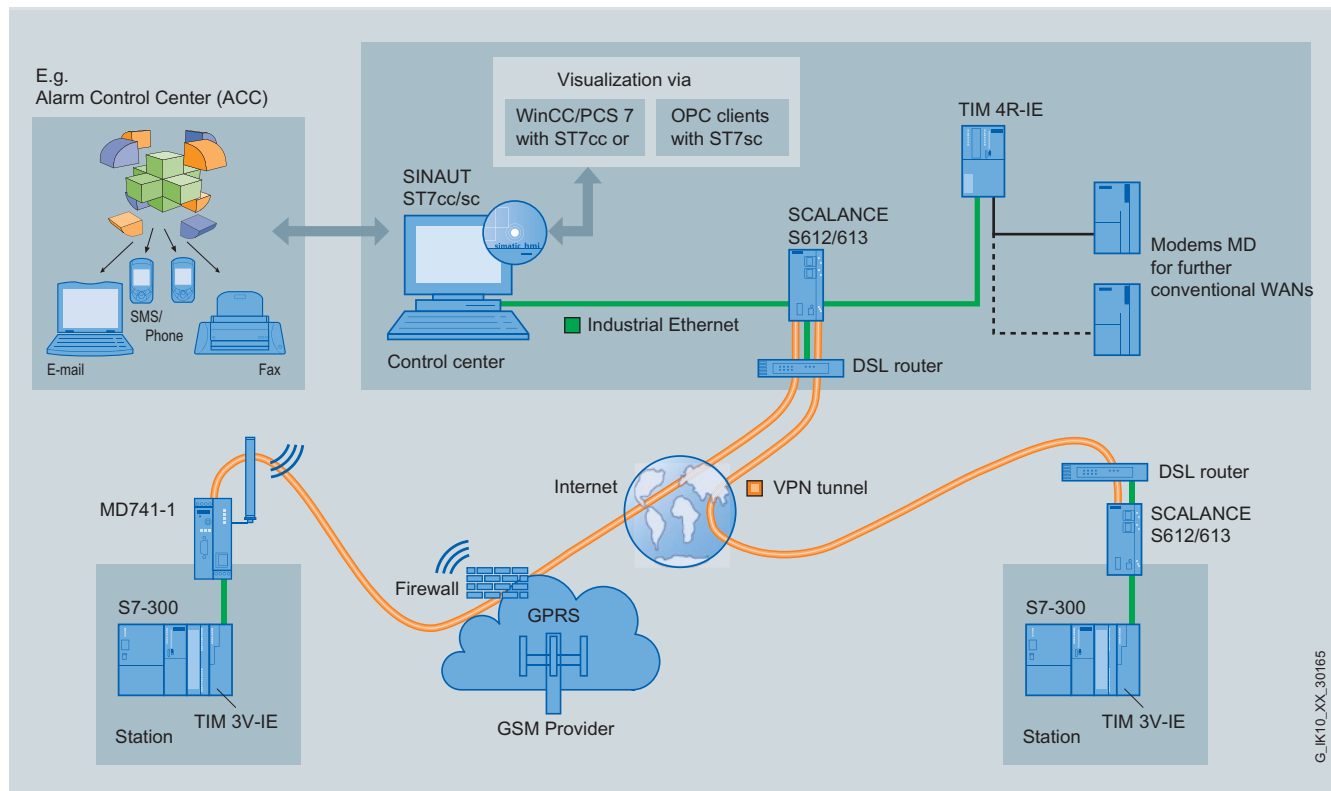 E.g.
Alarm Control Center (ACC)
SMS/
Phone
E-mail
Fax
Visualization via
WinCC/PCS 7
with ST7cc or
OPC clients
with ST7sc
SINAUT
ST7cc/sc
simatic hmi
Control center
Industrial Ethernet
SCALANCE
S612/613
DSL router
TIM 4R-IE
Modems MD
for further
conventional WANs
MD741-1
S7-300
TIM 3V-IE
Station
Internet
VPN tunnel
Firewall
GPRS
GSM Provider
DSL router
SCALANCE
S612/613
S7-300
TIM 3V-IE
Station
G_IK10_XX_30165